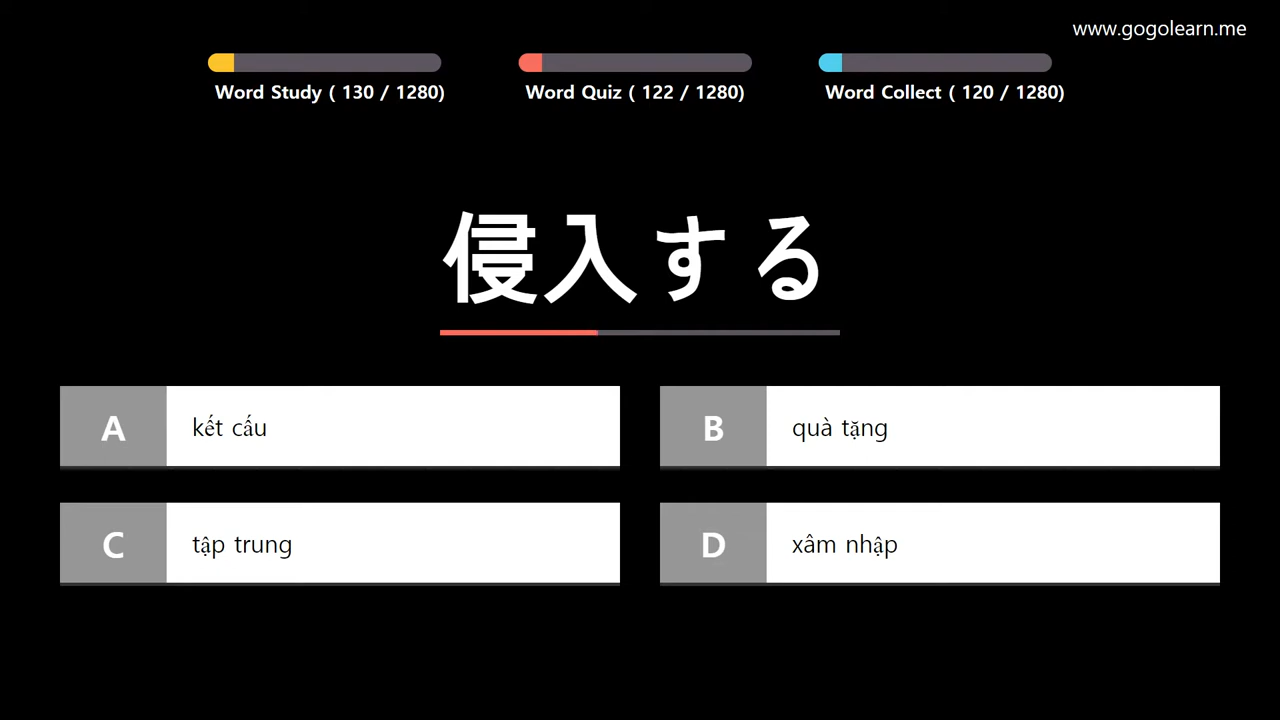 www.gogolearn.me
Word Study ( 130 / 1280)
Word Quiz ( 122 / 1280)
Word Collect ( 120 / 1280)
侵入する
A
kết cấu
B
quà tặng
C
tập trung
D
xâm nhập